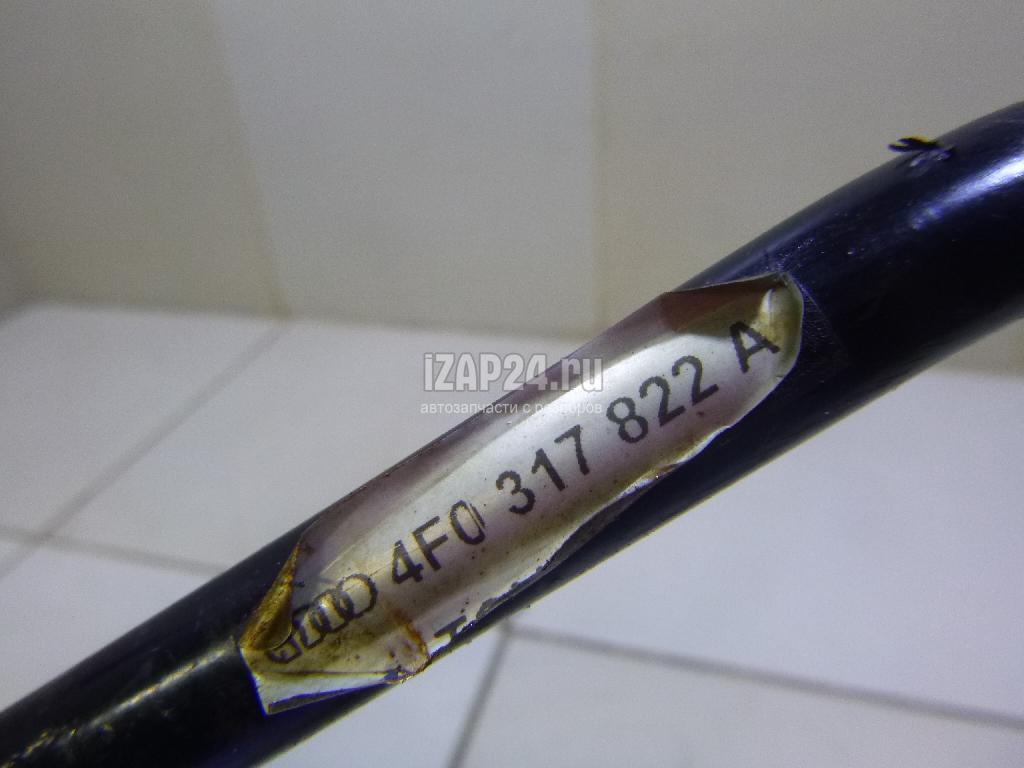 iZAP24.ru
автозапчасти с разборов
4F0 317 822 A